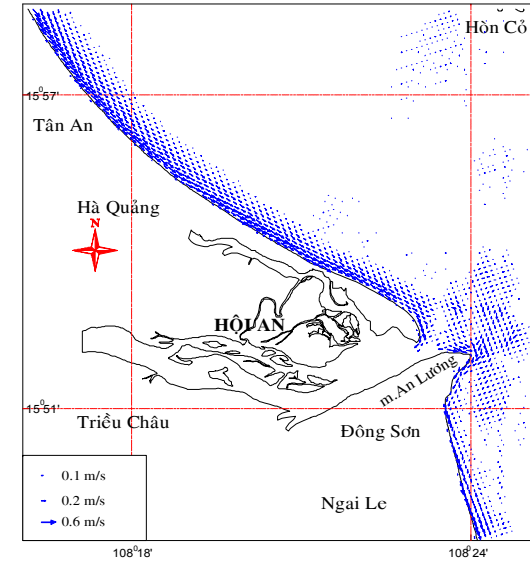 Hòn Cỏ
15°57'
Tân An
Hà Quảng
N
HỘI AN
m.An Lương
15°51'
Triều Châu
Đông Sơn
0.1 m/s
0.2 m/s
0.6 m/s
Ngai Le
108°18'
108°24'